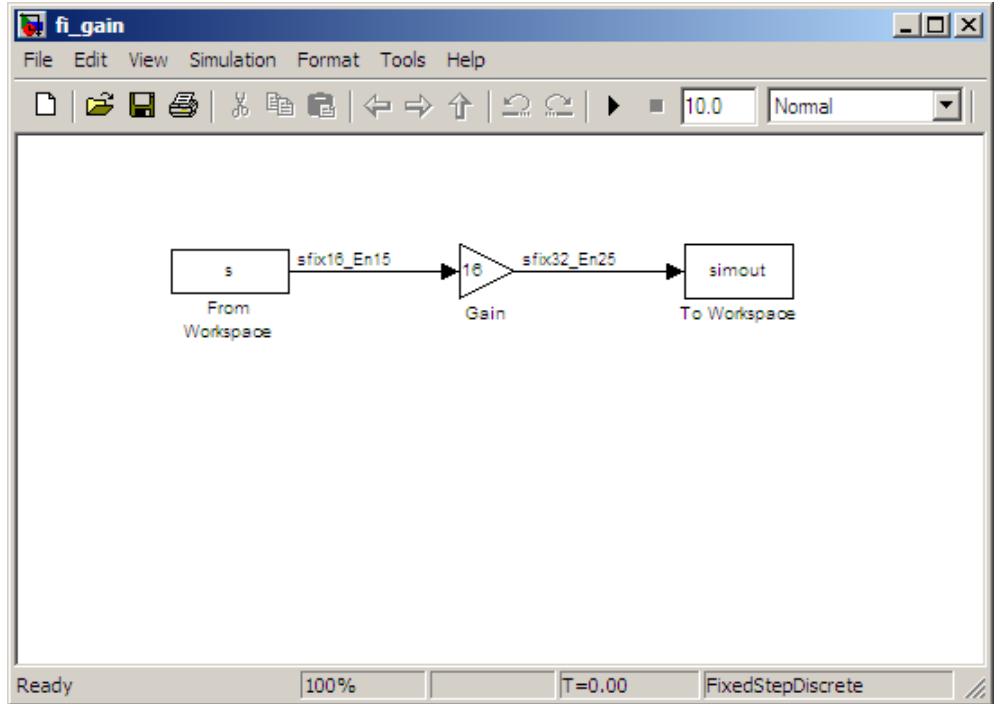 fi_gain
File Edit View Simulation Format Tools Help
10.0 Normal
sfix16_En15 sfix32_En25
s 16 simout
From Gain To Workspace
Workspace
Ready 100% T=0.00 FixedStepDiscrete